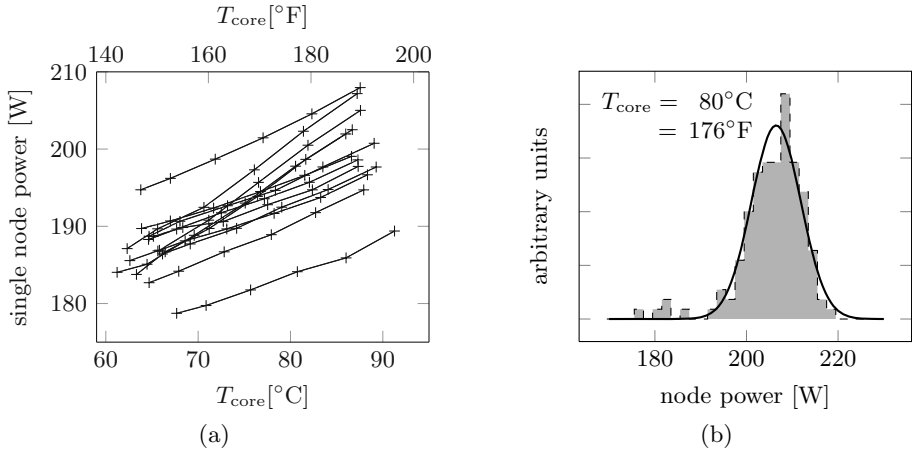 T_core[°F]
140 160 180 200
210
200
190
180
single node power [W]
60 70 80 90
T_core[°C]
(a)
T_core = 80°C
= 176°F
arbitrary units
180 200 220
node power [W]
(b)